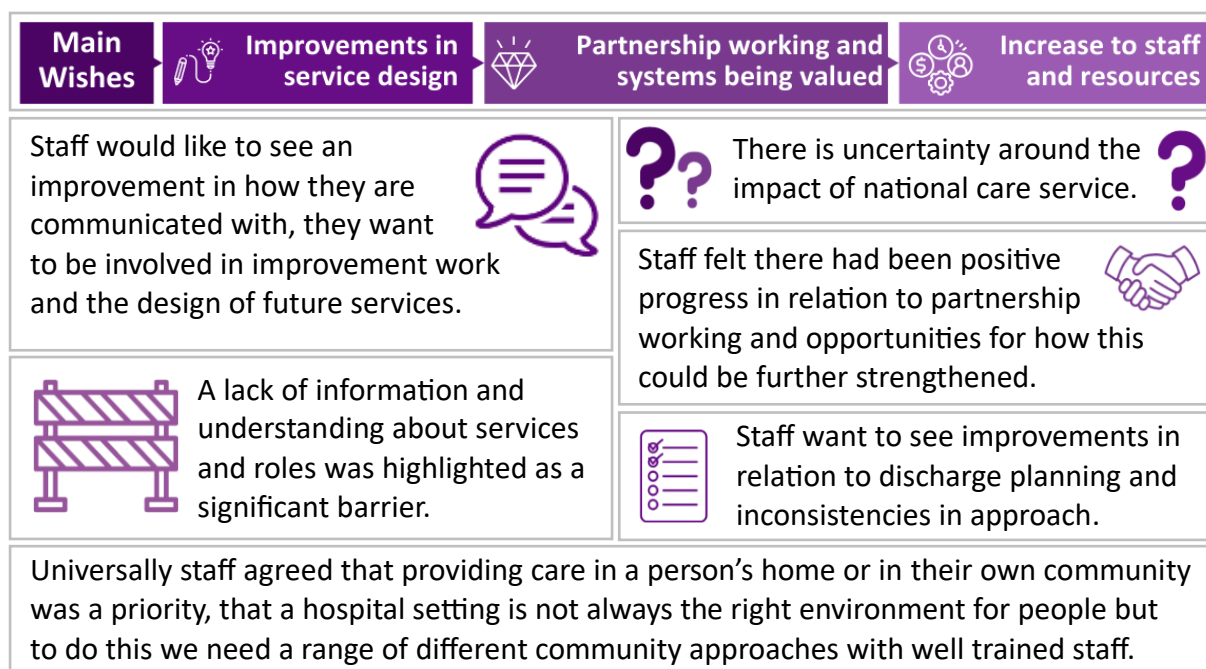 Main
Wishes
Improvements in
service design
Partnership working and
systems being valued
Increase to staff
and resources
Staff would like to see an
improvement in how they are
communicated with, they want
to be involved in improvement work
and the design of future services.
A lack of information and
understanding about services
and roles was highlighted as a
significant barrier.
There is uncertainty around the
impact of national care service.
Staff felt there had been positive
progress in relation to partnership
working and opportunities for how this
could be further strengthened.
Staff want to see improvements in
relation to discharge planning and
inconsistencies in approach.
Universally staff agreed that providing care in a person’s home or in their own community
was a priority, that a hospital setting is not always the right environment for people but
to do this we need a range of different community approaches with well trained staff.